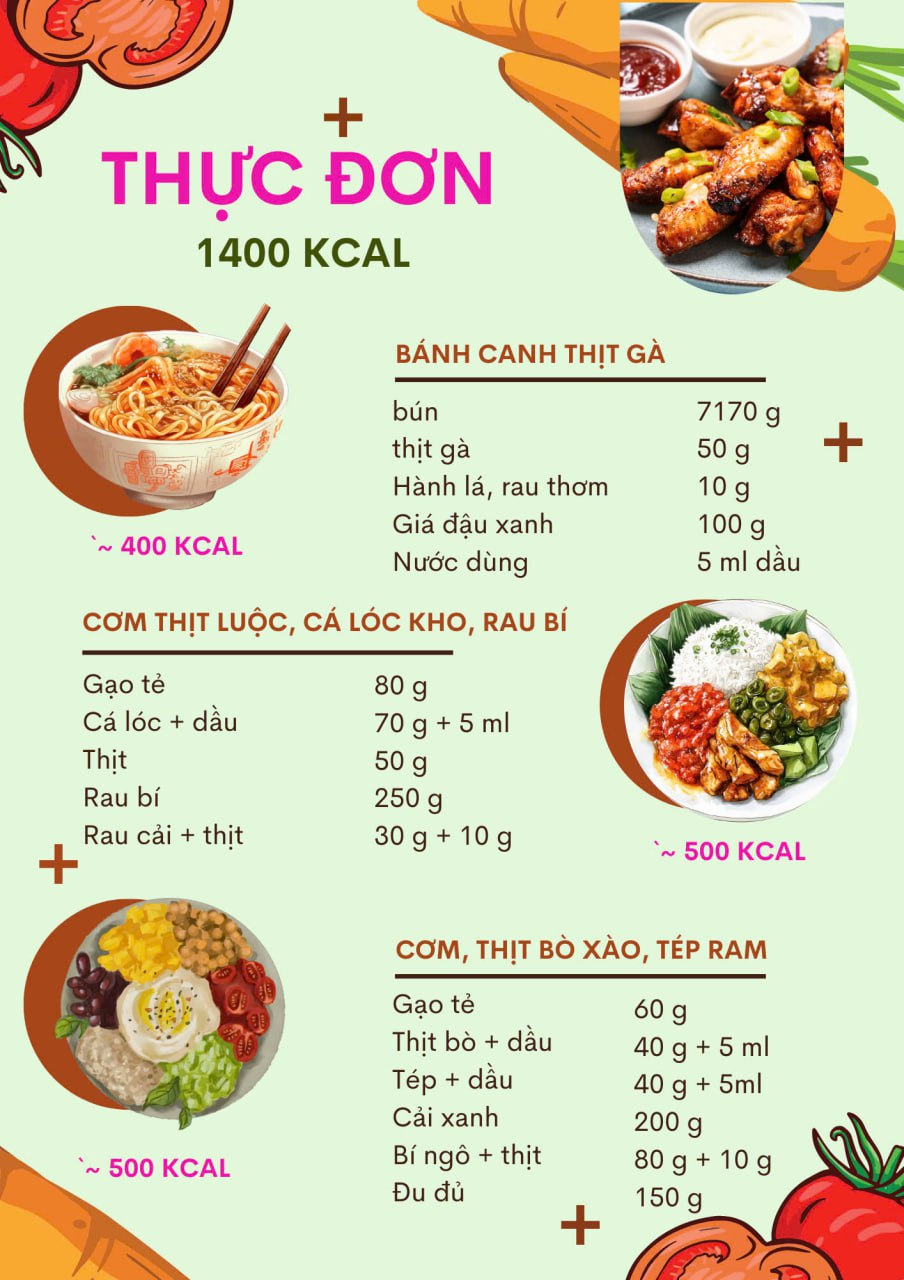 THỰC ĐƠN
1400 KCAL
BÁNH CANH THỊT GÀ
bún 7170 g
thịt gà 50 g
Hành lá, rau thơm 10 g
Giá đậu xanh 100 g
Nước dùng 5 ml dầu
`~ 400 KCAL
CƠM THỊT LUỘC, CÁ LÓC KHO, RAU BÍ
Gạo tẻ 80 g
Cá lóc + dầu 70 g + 5 ml
Thịt 50 g
Rau bí 250 g
Rau cải + thịt 30 g + 10 g
`~ 500 KCAL
CƠM, THỊT BÒ XÀO, TÉP RAM
Gạo tẻ 60 g
Thịt bò + dầu 40 g + 5 ml
Tép + dầu 40 g + 5ml
Cải xanh 200 g
Bí ngô + thịt 80 g + 10 g
Đu đủ 150 g
`~ 500 KCAL